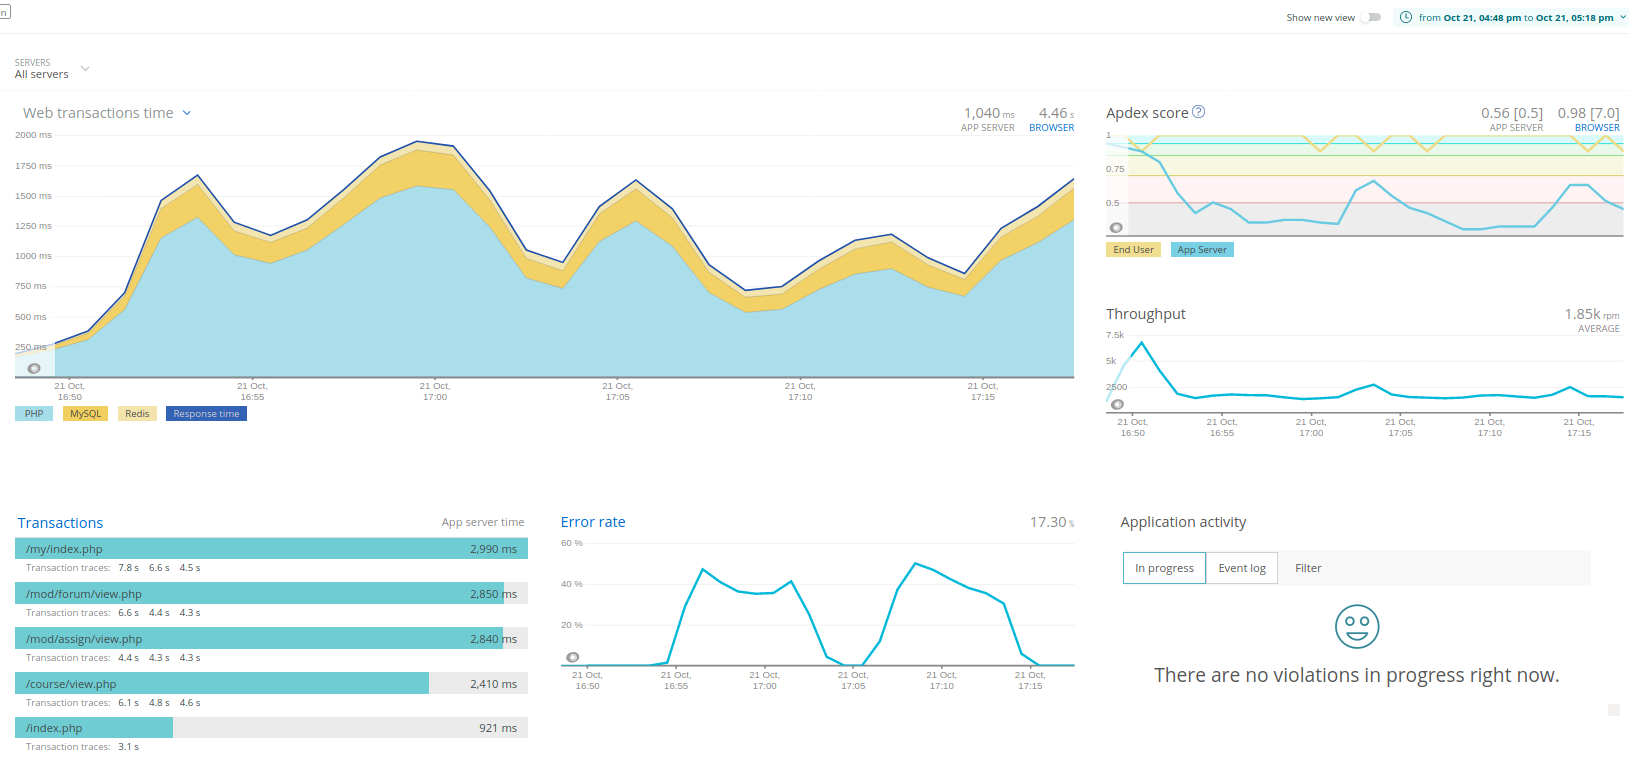 n
Show new view
from Oct 21, 04:48 pm to Oct 21, 05:18 pm
SERVERS
All servers
Web transactions time
1,040 ms
APP SERVER
4.46 s
BROWSER
2000 ms
1750 ms
1500 ms
1250 ms
1000 ms
750 ms
500 ms
250 ms
21 Oct,
16:50
21 Oct,
16:55
21 Oct,
17:00
21 Oct,
17:05
21 Oct,
17:10
21 Oct,
17:15
PHP
MySQL
Redis
Response time
Apdex score ?
0.56 [0.5]
APP SERVER
0.98 [7.0]
BROWSER
1
0.75
0.5
End User
App Server
Throughput
1.85k rpm
AVERAGE
7.5k
5k
2500
21 Oct,
16:50
21 Oct,
16:55
21 Oct,
17:00
21 Oct,
17:05
21 Oct,
17:10
21 Oct,
17:15
Transactions
App server time
/my/index.php 2,990 ms
Transaction traces: 7.8 s 6.6 s 4.5 s
/mod/forum/view.php 2,850 ms
Transaction traces: 6.6 s 4.4 s 4.3 s
/mod/assign/view.php 2,840 ms
Transaction traces: 4.4 s 4.3 s 4.3 s
/course/view.php 2,410 ms
Transaction traces: 6.1 s 4.8 s 4.6 s
/index.php 921 ms
Transaction traces: 3.1 s
Error rate
17.30 %
60 %
40 %
20 %
21 Oct,
16:50
21 Oct,
16:55
21 Oct,
17:00
21 Oct,
17:05
21 Oct,
17:10
21 Oct,
17:15
Application activity
In progress
Event log
Filter
There are no violations in progress right now.